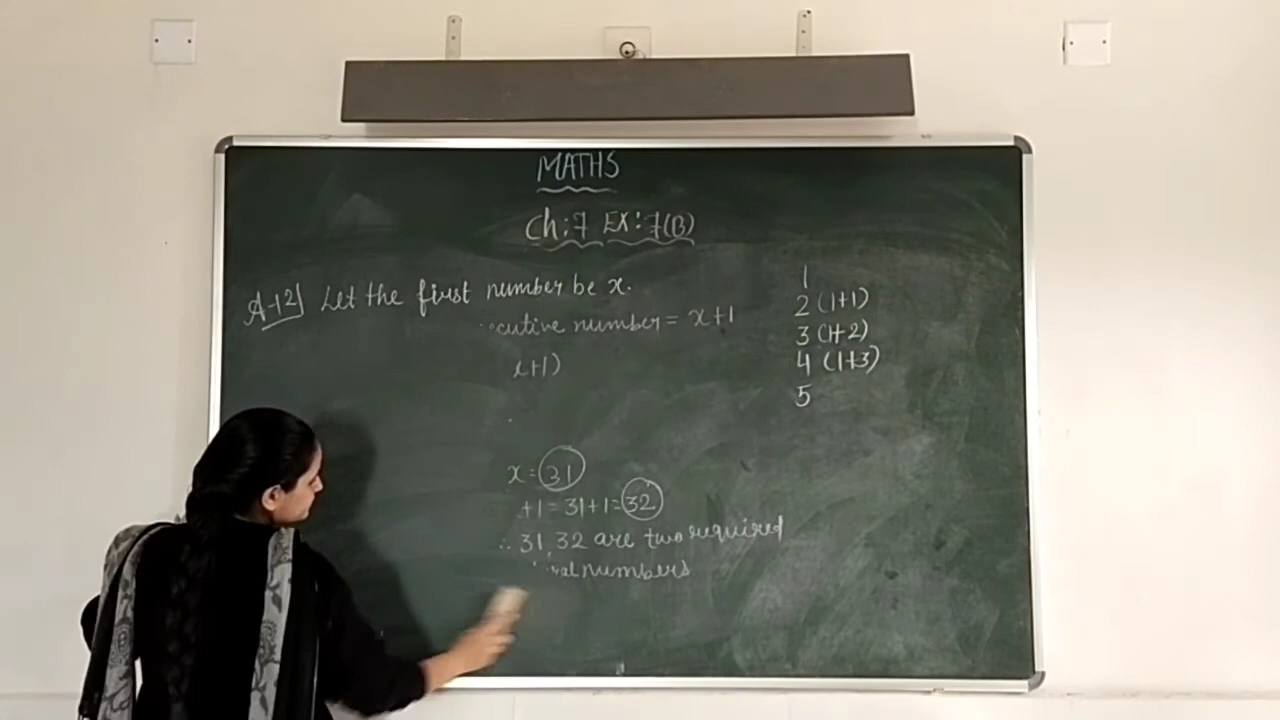 MATHS
Ch:7 EX:7(B)
A-12] Let the first number be x.
ecutive number = x+1
x+1)
x = 31
+1 = 31+1 = 32
∴ 31, 32 are two required
numbers
1
2 (1+1)
3 (1+2)
4 (1+3)
5